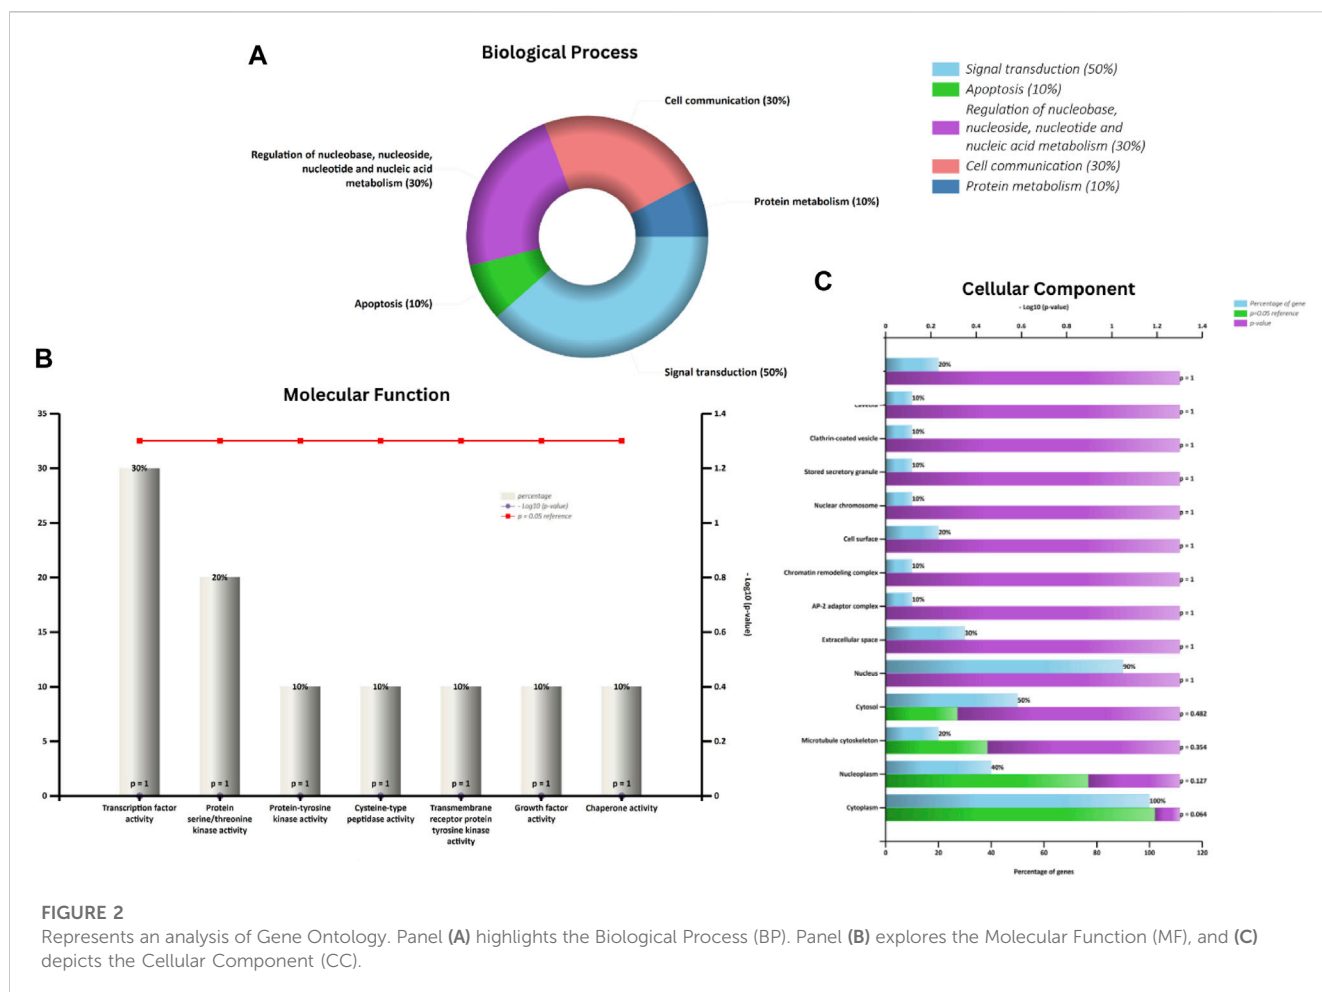 A
Biological Process
Signal transduction (50%)
Apoptosis (10%)
Regulation of nucleobase,
nucleoside, nucleotide and
nucleic acid metabolism (30%)
Cell communication (30%)
Protein metabolism (10%)
Cell communication (30%)
Regulation of nucleobase, nucleoside,
nucleotide and nucleic acid
metabolism (30%)
Protein metabolism (10%)
Apoptosis (10%)
Signal transduction (50%)
B
Molecular Function
35
30
25
20
15
10
5
0
1.4
1.2
1
0.8
0.6
0.4
0.2
0
- Log10 (p-value)
percentage
- Log10 (p-value)
p = 0.05 reference
30%
20%
10%
10%
10%
10%
10%
p = 1
p = 1
p = 1
p = 1
p = 1
p = 1
p = 1
Transcription factor
activity
Protein
serine/threonine
kinase activity
Protein-tyrosine
kinase activity
Cysteine-type
peptidase activity
Transmembrane
receptor protein
tyrosine kinase
activity
Growth factor
activity
Chaperone activity
C
Cellular Component
- Log10 (p-value)
0 0.2 0.4 0.6 0.8 1 1.2 1.4
Percentage of gene
p=0.05 reference
p-value
20%
p = 1
10%
p = 1
Clathrin-coated vesicle
10%
p = 1
Stored secretory granule
10%
p = 1
Nuclear chromosome
10%
p = 1
Cell surface
20%
p = 1
Chromatin remodeling complex
10%
p = 1
AP-2 adaptor complex
10%
p = 1
Extracellular space
30%
p = 1
Nucleus
90%
p = 1
Cytosol
50%
p = 0.482
Microtubule cytoskeleton
20%
p = 0.354
Nucleoplasm
40%
p = 0.127
Cytoplasm
100%
p = 0.064
0 20 40 60 80 100 120
Percentage of genes
FIGURE 2
Represents an analysis of Gene Ontology. Panel (A) highlights the Biological Process (BP). Panel (B) explores the Molecular Function (MF), and (C)
depicts the Cellular Component (CC).